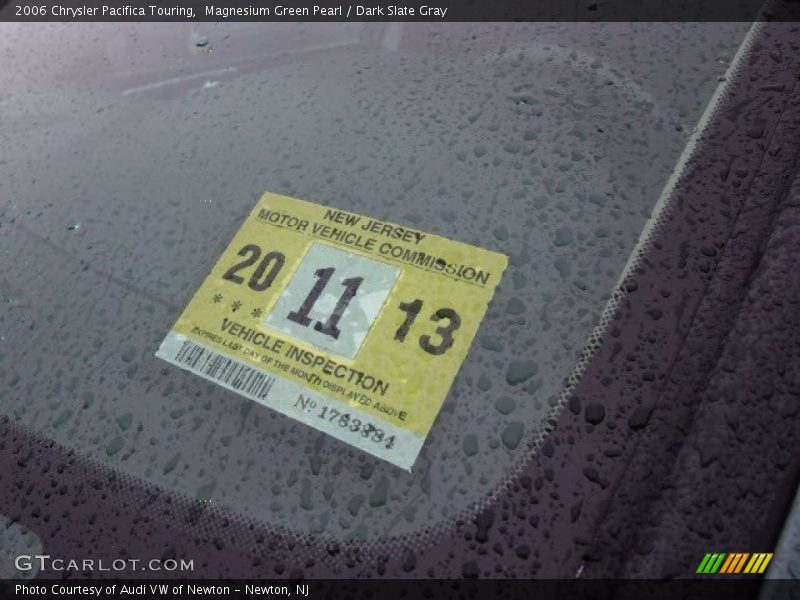 2006 Chrysler Pacifica Touring,  Magnesium Green Pearl / Dark Slate Gray
NEW JERSEY
MOTOR VEHICLE COMMISSION
20 11 13
* * *
VEHICLE INSPECTION
EXPIRES LAST DAY OF THE MONTH DISPLAYED ABOVE
GTCARLOT.COM
Photo Courtesy of Audi VW of Newton - Newton, NJ